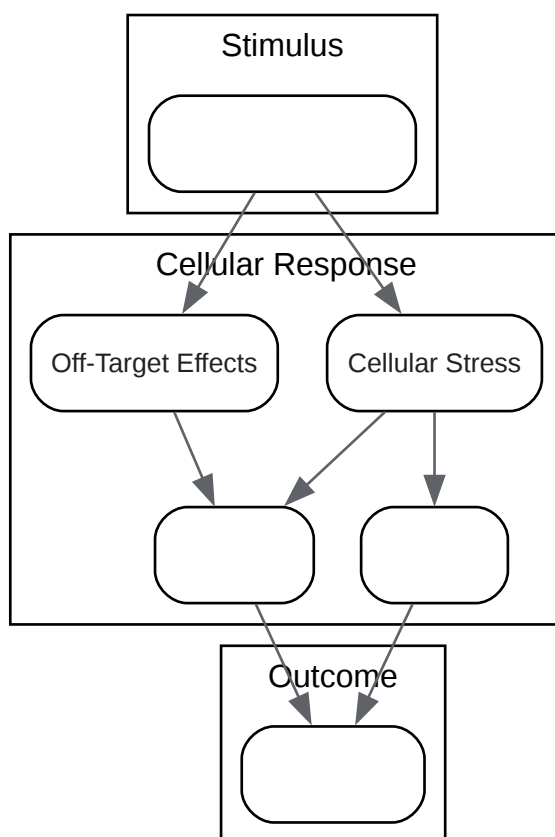 Stimulus
Cellular Response
Off-Target Effects
Cellular Stress
Outcome